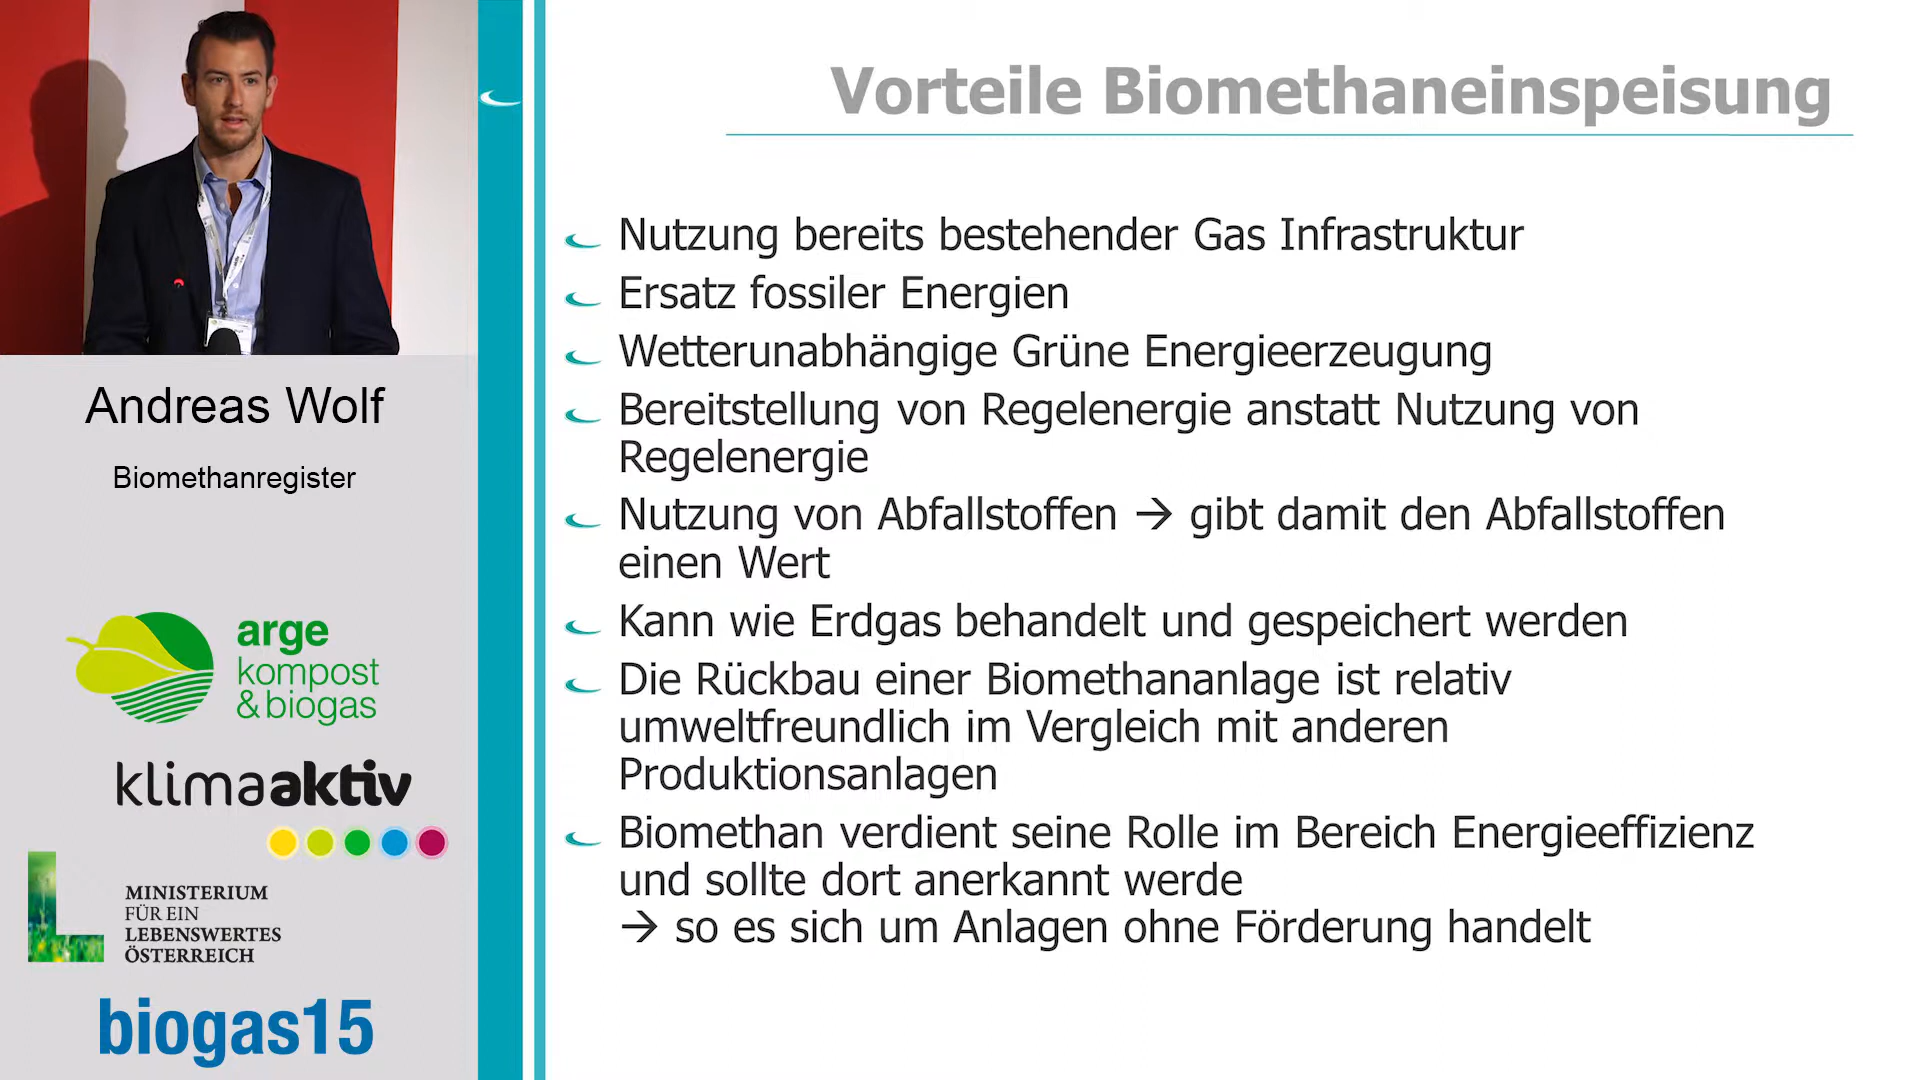 Vorteile Biomethaneinspeisung
Nutzung bereits bestehender Gas Infrastruktur
Ersatz fossiler Energien
Wetterunabhängige Grüne Energieerzeugung
Bereitstellung von Regelenergie anstatt Nutzung von
Regelenergie
Nutzung von Abfallstoffen → gibt damit den Abfallstoffen
einen Wert
Kann wie Erdgas behandelt und gespeichert werden
Die Rückbau einer Biomethananlage ist relativ
umweltfreundlich im Vergleich mit anderen
Produktionsanlagen
Biomethan verdient seine Rolle im Bereich Energieeffizienz
und sollte dort anerkannt werde
→ so es sich um Anlagen ohne Förderung handelt
Andreas Wolf
Biomethanregister
arge
kompost
& biogas
klimaaktiv
MINISTERIUM
FÜR EIN
LEBENSWERTES
ÖSTERREICH
biogas15